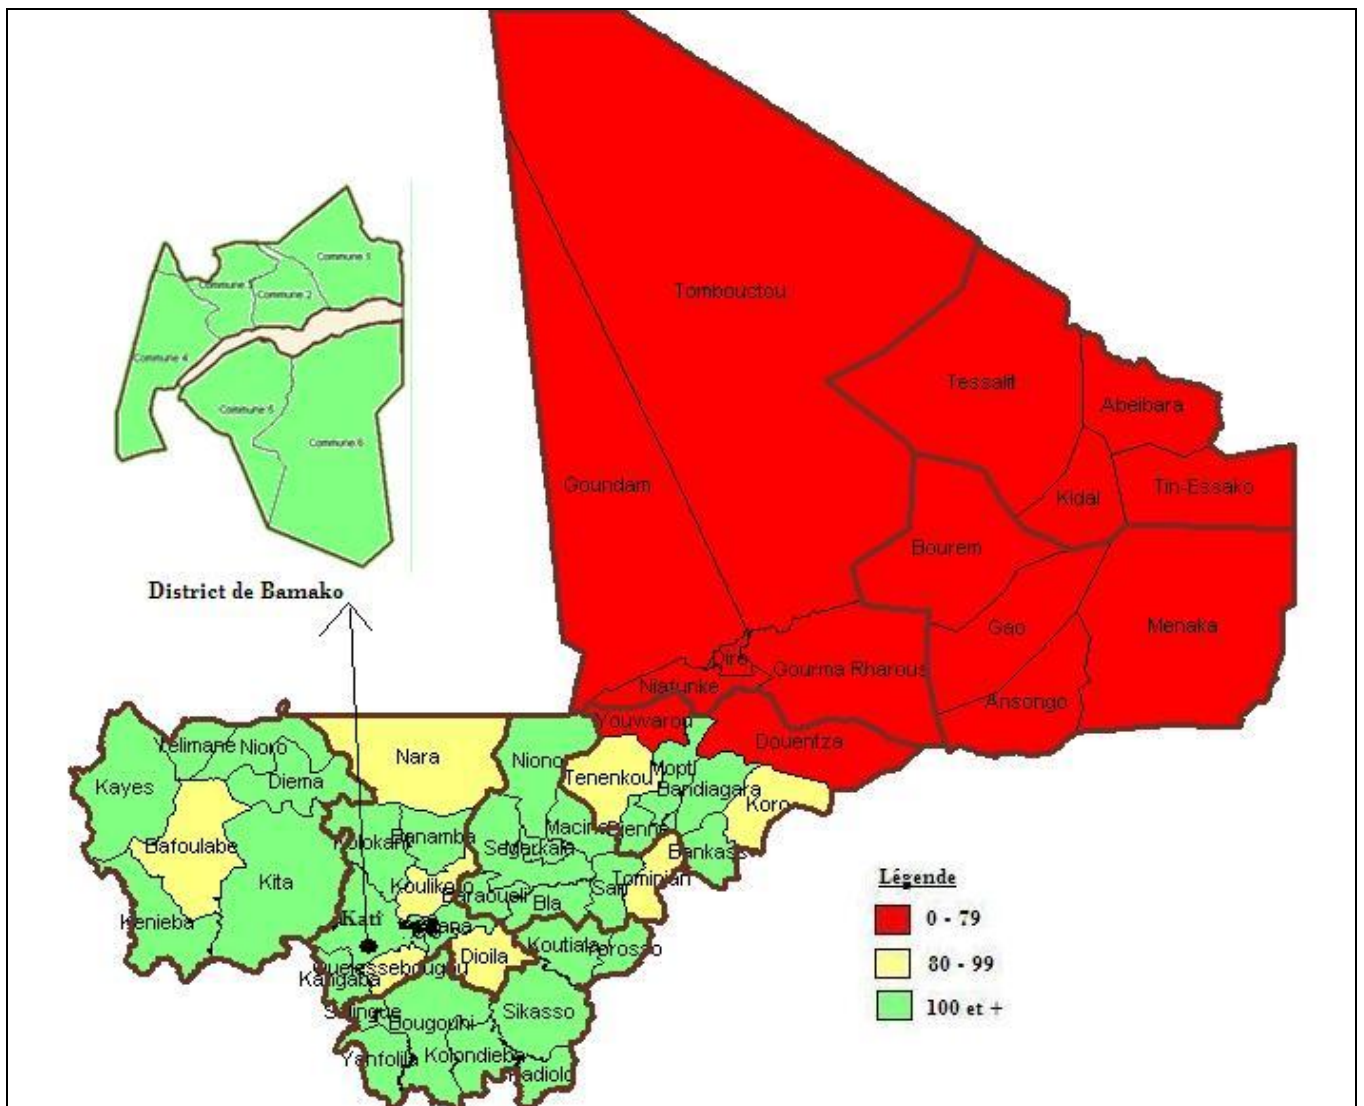 Commune 3
Commune 2
Commune 4
Commune 5
Commune 6
District de Bamako
Tombouctou
Tessalit
Abeibara
Goundam
Kidal
Tin-Essako
Bourem
Gao
Menaka
Dire
Gourma Rharous
Niafunke
Ansongo
Youwarou
Douentza
Yelimane
Nioro
Nara
Niono
Kayes
Diema
Tenenkou
Mopti
Bandiagara
Koro
Bafoulabe
Kolokani
Banamba
Macina
Djenne
Segou
Markala
Bankass
Kita
Koulikoro
Baraoueli
San
Tominian
Bla
Kenieba
Kati
Dioila
Koutiala
Yorosso
Ouelessebougou
Kangaba
Selingue
Sikasso
Bougouni
Yanfolila
Kolondieba
Kadiolo
Légende
0 - 79
80 - 99
100 et +